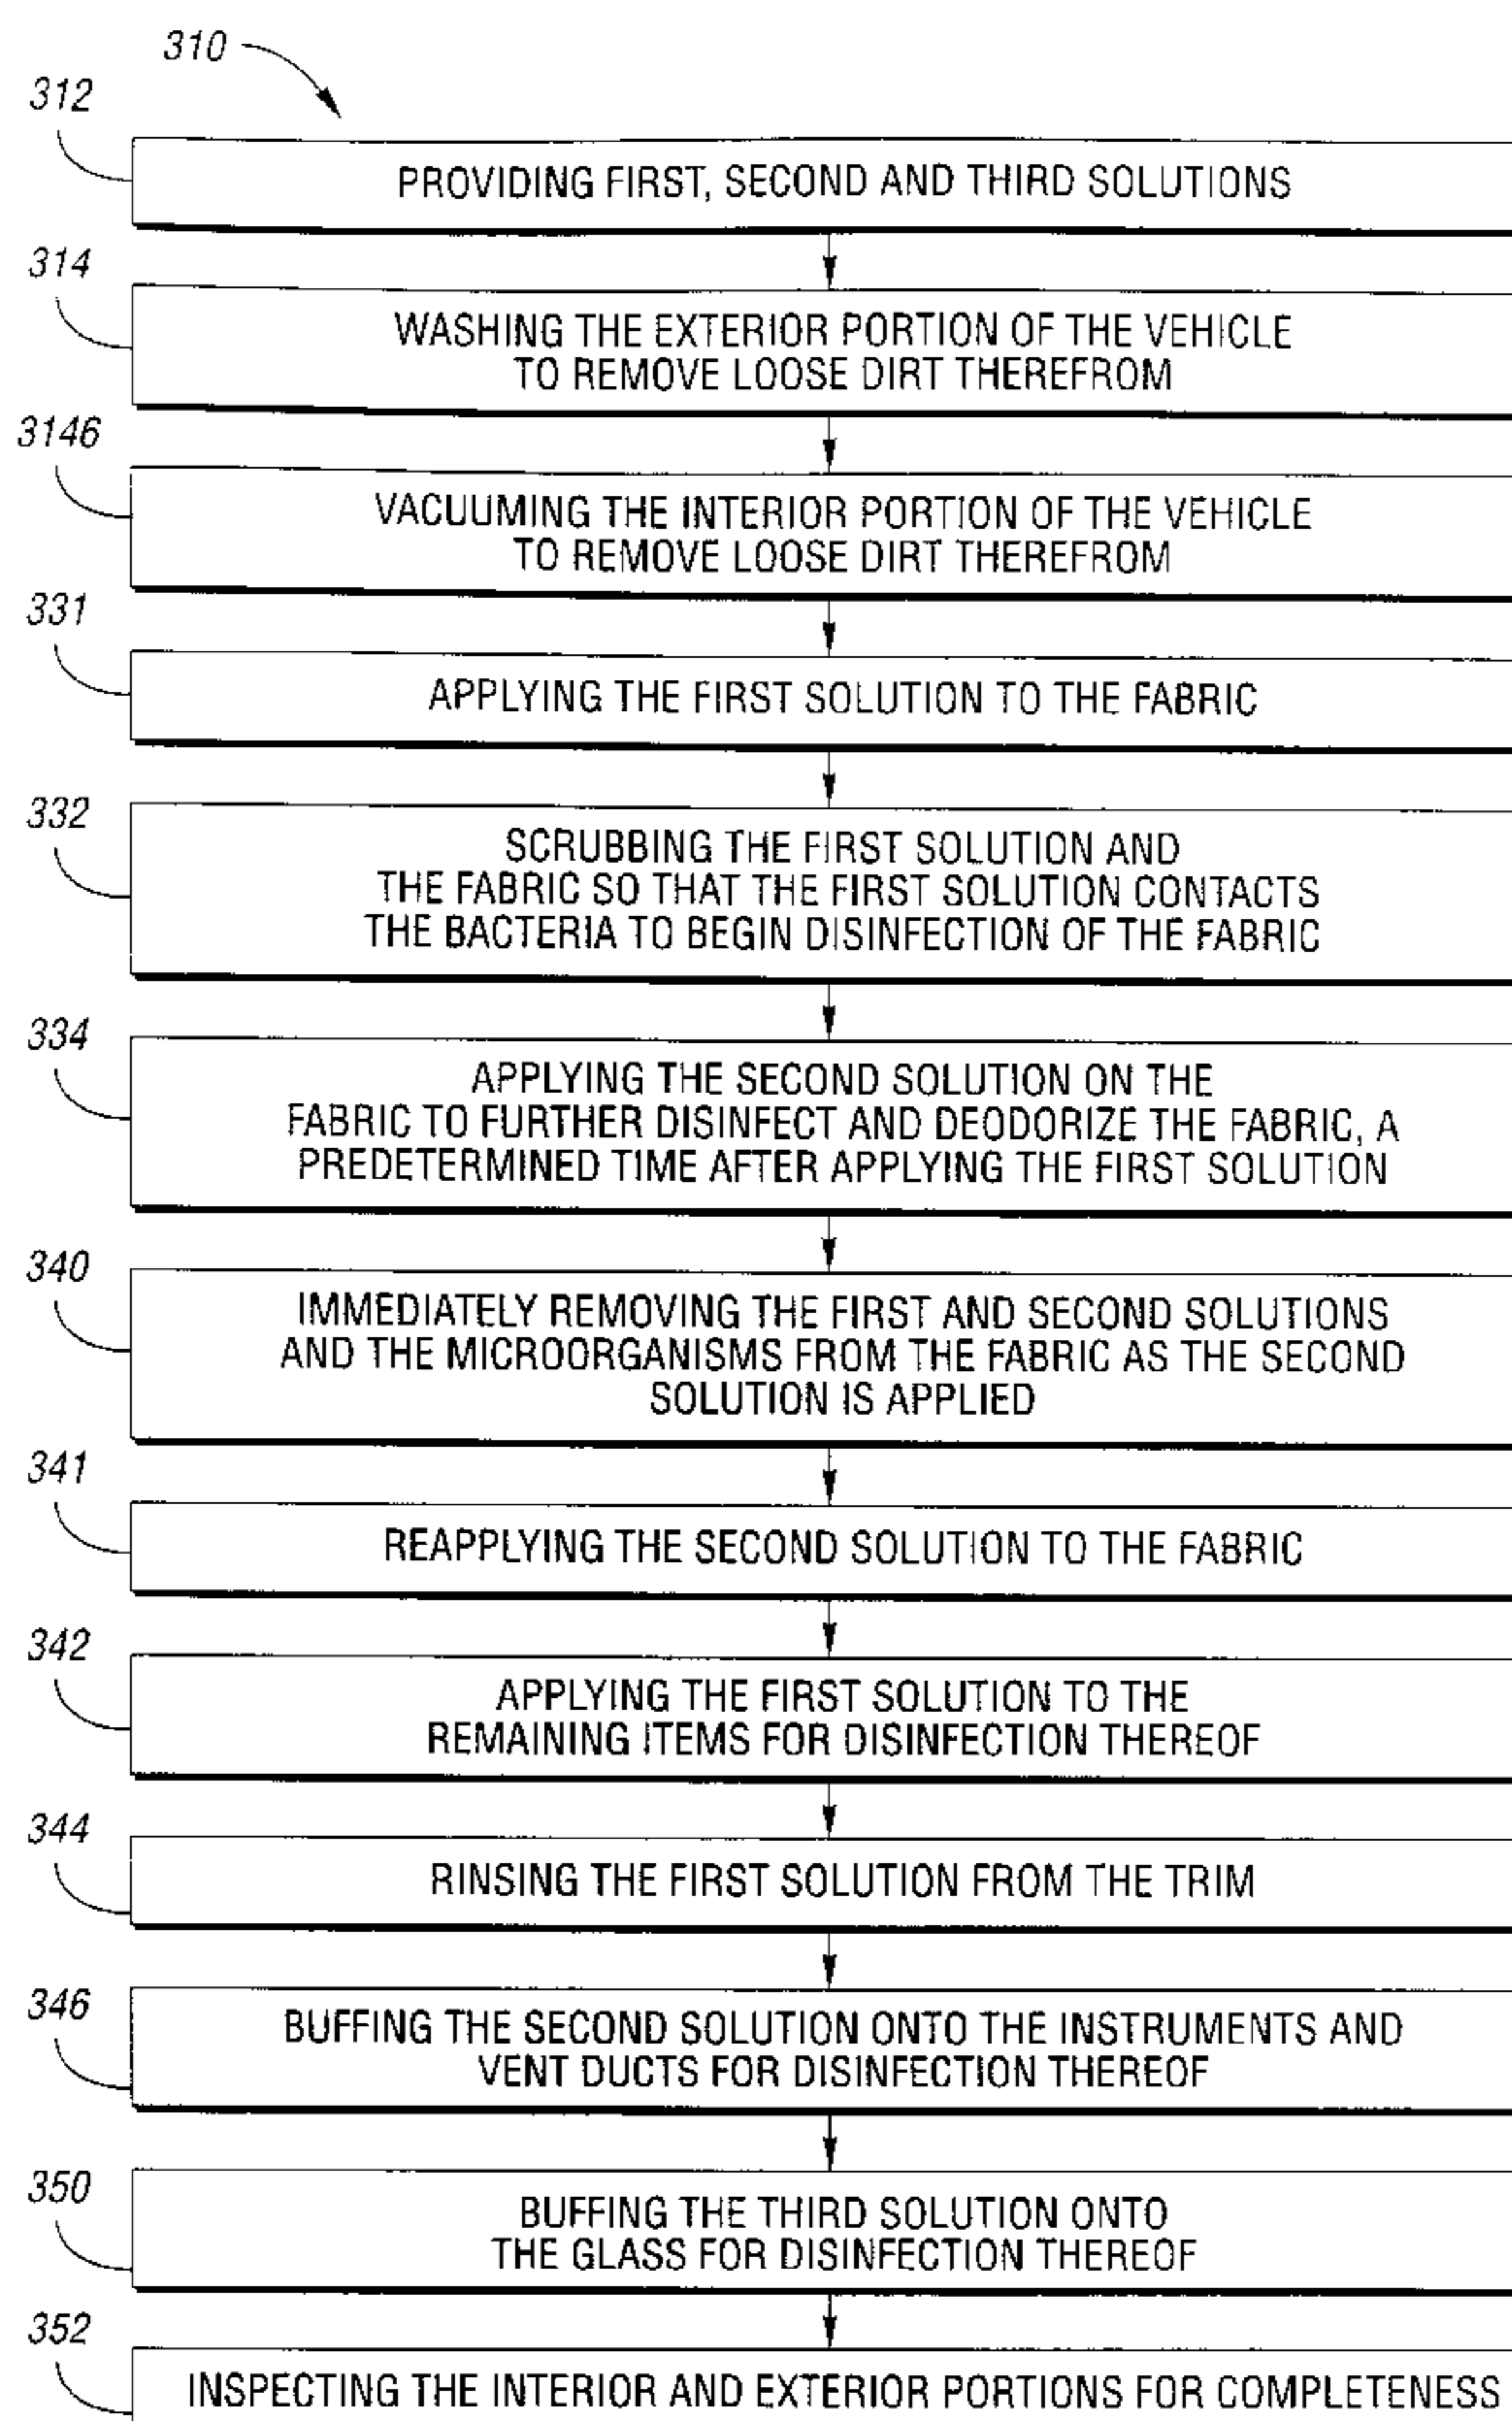 310
312
PROVIDING FIRST, SECOND AND THIRD SOLUTIONS
314
WASHING THE EXTERIOR PORTION OF THE VEHICLE
TO REMOVE LOOSE DIRT THEREFROM
3146
VACUUMING THE INTERIOR PORTION OF THE VEHICLE
TO REMOVE LOOSE DIRT THEREFROM
331
APPLYING THE FIRST SOLUTION TO THE FABRIC
332
SCRUBBING THE FIRST SOLUTION AND
THE FABRIC SO THAT THE FIRST SOLUTION CONTACTS
THE BACTERIA TO BEGIN DISINFECTION OF THE FABRIC
334
APPLYING THE SECOND SOLUTION ON THE
FABRIC TO FURTHER DISINFECT AND DEODORIZE THE FABRIC, A
PREDETERMINED TIME AFTER APPLYING THE FIRST SOLUTION
340
IMMEDIATELY REMOVING THE FIRST AND SECOND SOLUTIONS
AND THE MICROORGANISMS FROM THE FABRIC AS THE SECOND
SOLUTION IS APPLIED
341
REAPPLYING THE SECOND SOLUTION TO THE FABRIC
342
APPLYING THE FIRST SOLUTION TO THE
REMAINING ITEMS FOR DISINFECTION THEREOF
344
RINSING THE FIRST SOLUTION FROM THE TRIM
346
BUFFING THE SECOND SOLUTION ONTO THE INSTRUMENTS AND
VENT DUCTS FOR DISINFECTION THEREOF
350
BUFFING THE THIRD SOLUTION ONTO
THE GLASS FOR DISINFECTION THEREOF
352
INSPECTING THE INTERIOR AND EXTERIOR PORTIONS FOR COMPLETENESS